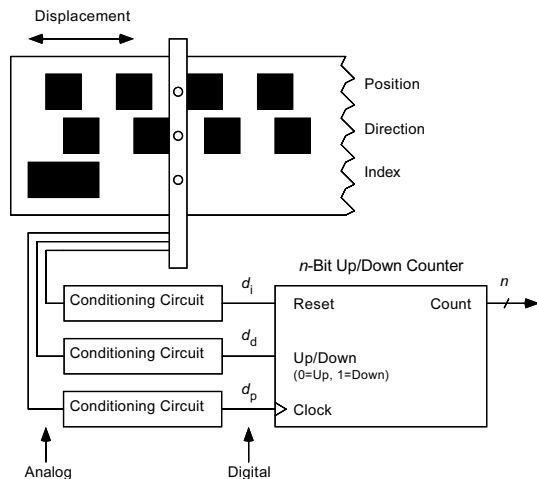 Displacement
Position
Direction
Index
n-Bit Up/Down Counter
Conditioning Circuit
di
Reset
Count
n
Conditioning Circuit
dd
Up/Down
(0=Up, 1=Down)
Conditioning Circuit
dp
Clock
Analog
Digital